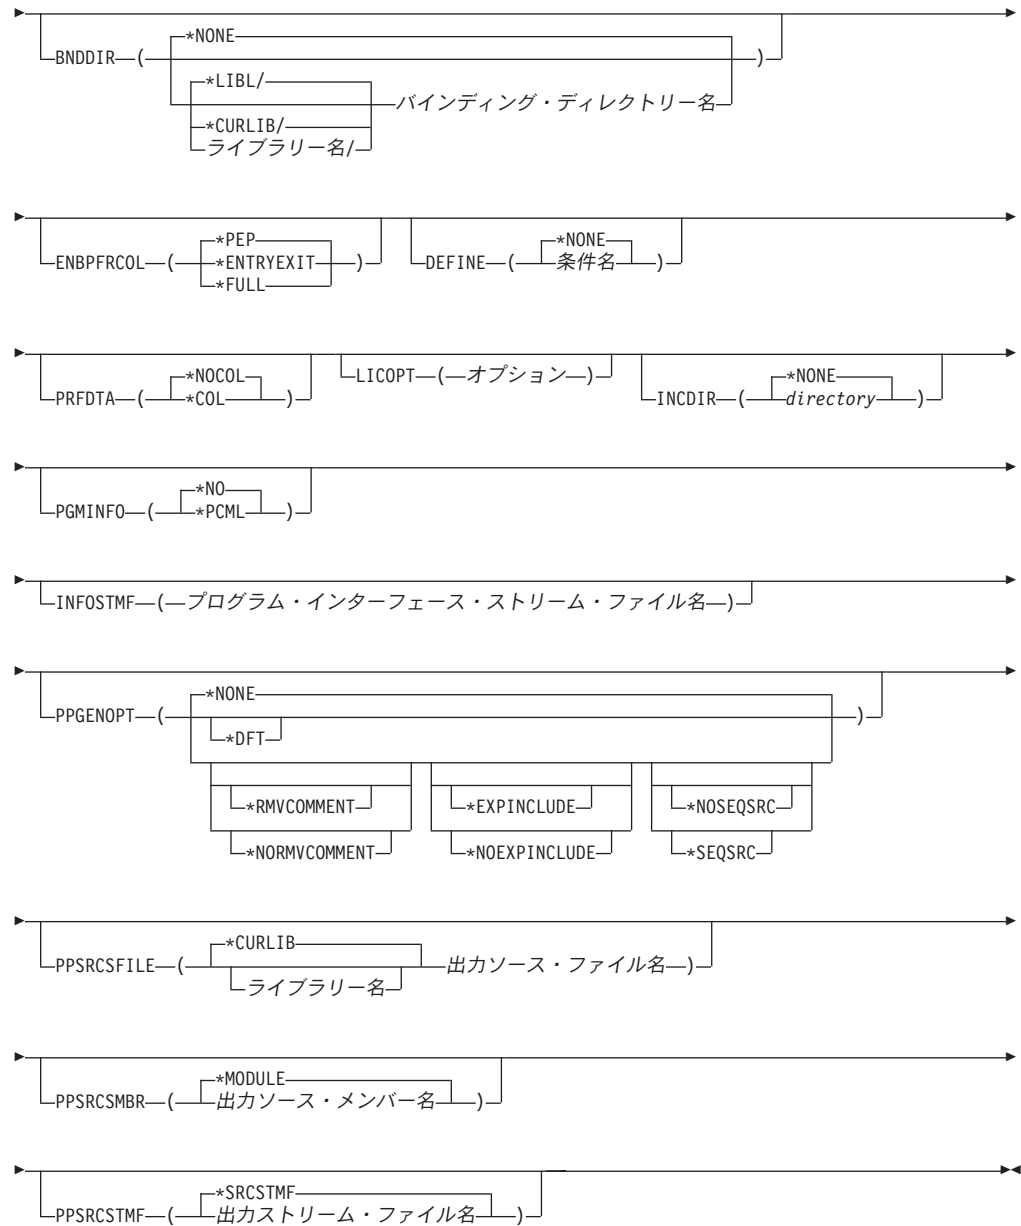 *NONE
BNDDIR ( )
*LIBL/
バインディング・ディレクトリー名
*CURLIB/
ライブラリー名/
*PEP *NONE
ENBPFRCOL ( *ENTRYEXIT ) DEFINE ( 条件名 )
*FULL
*NOCOL LICOPT ( オプション ) *NONE
PRFDTA ( *COL ) INCDIR ( directory )
*NO
PGMINFO ( *PCML )
INFOSTMF ( プログラム・インターフェース・ストリーム・ファイル名 )
*NONE
PPGENOPT ( )
*DFT
*RMVCOMMENT *EXPINCLUDE *NOSEQSRC
*NORMVCOMMENT *NOEXPINCLUDE *SEQSRC
*CURLIB
PPSRCSFILE ( 出力ソース・ファイル名 )
ライブラリー名
*MODULE
PPSRCSMBR ( 出力ソース・メンバー名 )
*SRCSTMF
PPSRCSTMF ( 出力ストリーム・ファイル名 )